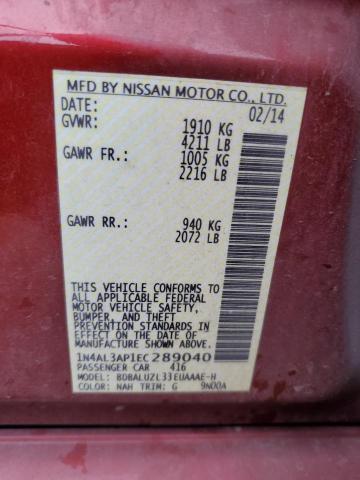 MFD BY NISSAN MOTOR CO., LTD.
DATE: 02/14
GVWR: 1910 KG
4211 LB
GAWR FR.: 1005 KG
2216 LB
GAWR RR.: 940 KG
2072 LB
THIS VEHICLE CONFORMS TO
ALL APPLICABLE FEDERAL
MOTOR VEHICLE SAFETY,
BUMPER, AND THEFT
PREVENTION STANDARDS
IN EFFECT ON THE DATE
OF MANUFACTURE
SHOWN ABOVE.
1N4AL3AP1EC289040
PASSENGER CAR 416
MODEL: BDBALUZL33EUAAAE-H
COLOR: NAH TRIM: G 9N00A